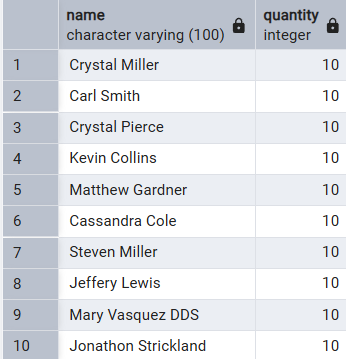 name quantity
character varying (100) integer
1 Crystal Miller 10
2 Carl Smith 10
3 Crystal Pierce 10
4 Kevin Collins 10
5 Matthew Gardner 10
6 Cassandra Cole 10
7 Steven Miller 10
8 Jeffery Lewis 10
9 Mary Vasquez DDS 10
10 Jonathon Strickland 10